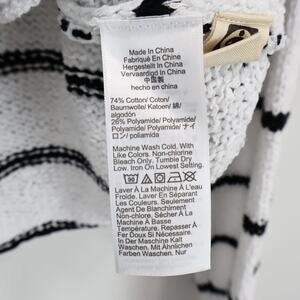 Made In China
Fabriqué En Chine
Hergestellt In China
Vervaardigd In China
中国製
hecho en china
74% Cotton/ Coton/
Baumwolle/ Katoen/ 綿/
algodón
26% Polyamide/ Polyamide/
Polyamide/ Polyamide/ ナイ
ロン/ poliamida
Machine Wash Cold, With
Like Colors. Non-chlorine
Bleach Only. Tumble Dry
Low. Iron On Lowest Setting.
Laver À La Machine À L'eau
Froide. Laver En Séparant
Les Couleurs. Seulement
Agent De Blanchiment
Non-Chlore. Sécher À La
Machine À Basse
Température. Repasser À
Fer Doux Si Nécessaire.
In Der Maschine Kalt
Waschen. Mit Ähnlichen
Farben Waschen. Nur